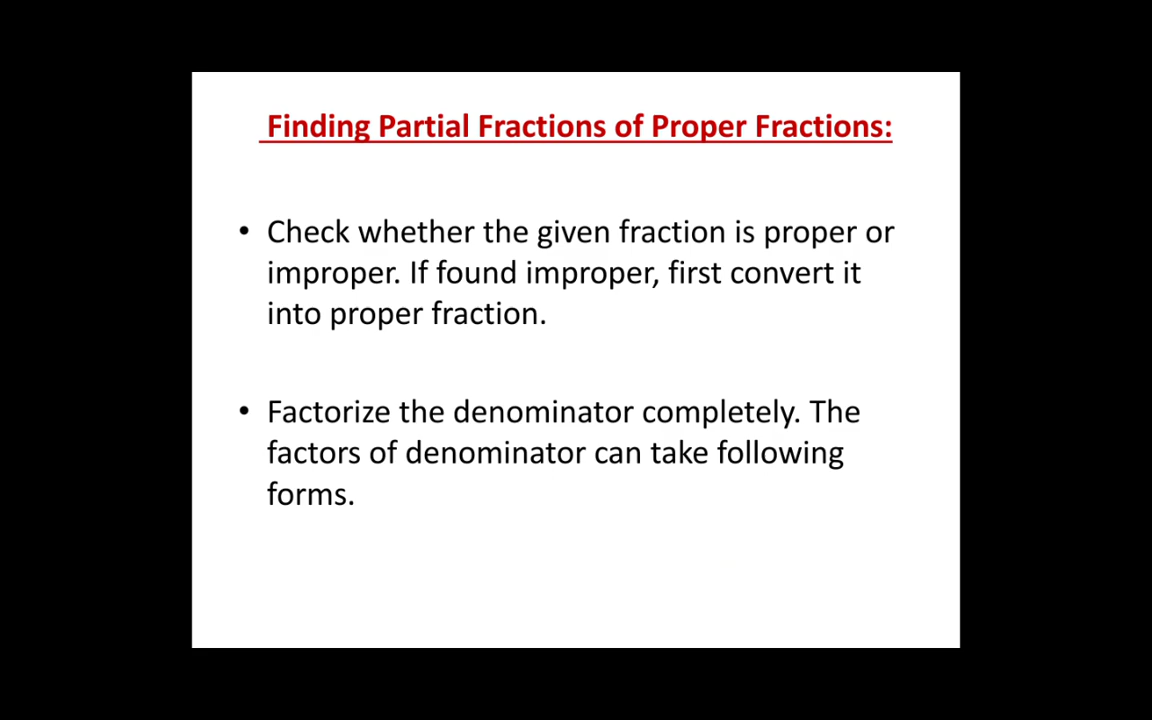 Finding Partial Fractions of Proper Fractions:
• Check whether the given fraction is proper or
improper. If found improper, first convert it
into proper fraction.
• Factorize the denominator completely. The
factors of denominator can take following
forms.